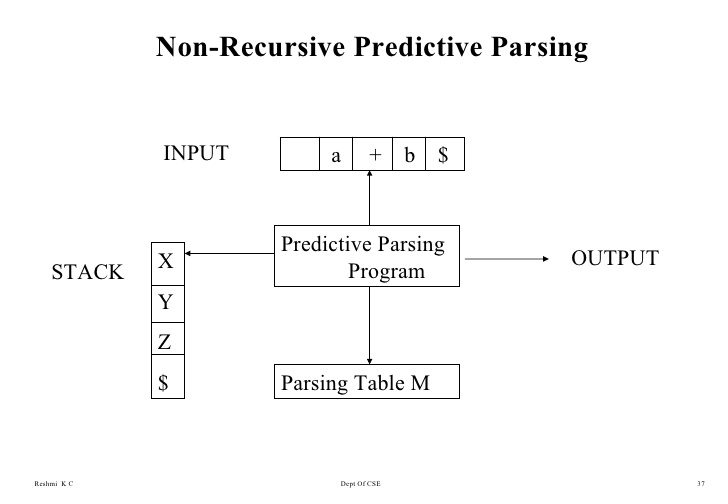 Non-Recursive Predictive Parsing
INPUT
a + b $
Predictive Parsing
Program
OUTPUT
STACK
X
Y
Z
$
Parsing Table M
Reshmi K C
Dept Of CSE
37